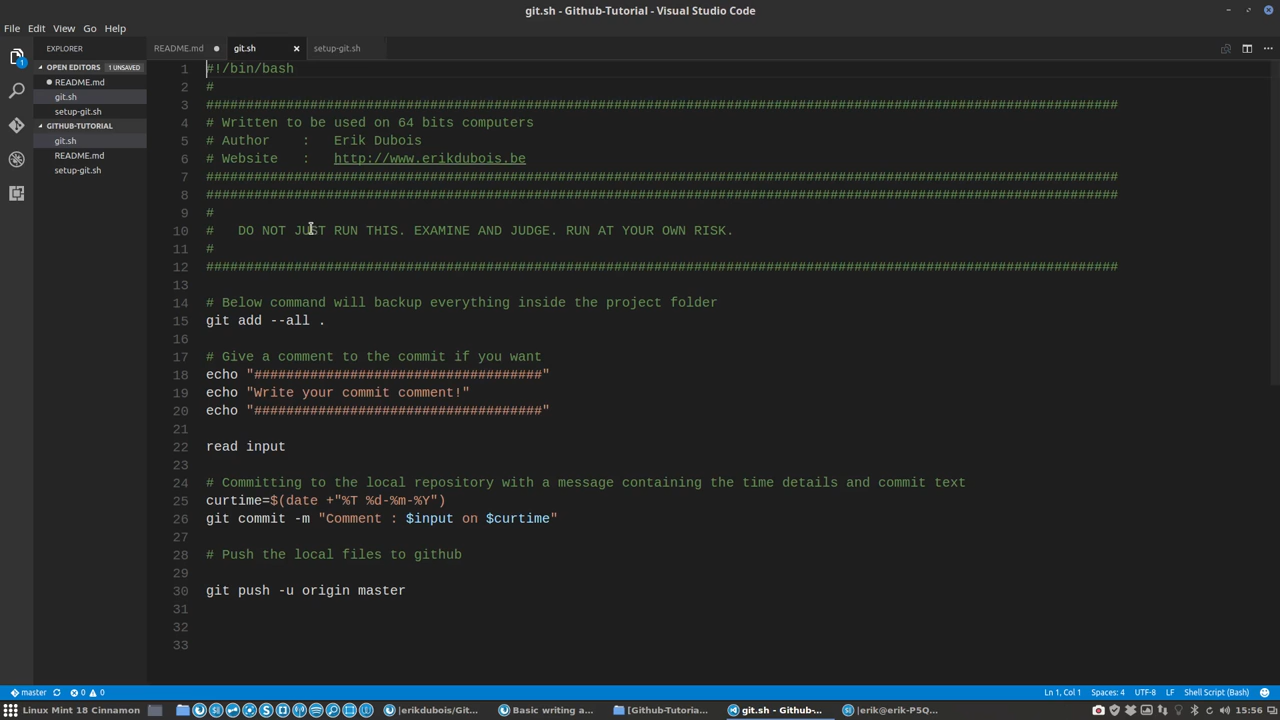 git.sh - Github-Tutorial - Visual Studio Code
File Edit View Go Help
EXPLORER
OPEN EDITORS 1 UNSAVED
README.md
git.sh
setup-git.sh
GITHUB-TUTORIAL
git.sh
README.md
setup-git.sh
README.md git.sh setup-git.sh
1 #!/bin/bash
2 #
3 ##################################################################################################################
4 # Written to be used on 64 bits computers
5 # Author : Erik Dubois
6 # Website : http://www.erikdubois.be
7 ##################################################################################################################
8 ##################################################################################################################
9 #
10 # DO NOT JUST RUN THIS. EXAMINE AND JUDGE. RUN AT YOUR OWN RISK.
11 #
12 ##################################################################################################################
13
14 # Below command will backup everything inside the project folder
15 git add --all .
16
17 # Give a comment to the commit if you want
18 echo "####################################"
19 echo "Write your commit comment!"
20 echo "####################################"
21
22 read input
23
24 # Committing to the local repository with a message containing the time details and commit text
25 curtime=$(date +"%T %d-%m-%Y")
26 git commit -m "Comment : $input on $curtime"
27
28 # Push the local files to github
29
30 git push -u origin master
31
32
33
1
master 0 0 Ln 1, Col 1 Spaces: 4 UTF-8 LF Shell Script (Bash)
Linux Mint 18 Cinnamon |erikdubois/Git... Basic writing a... [Github-Tutoria... git.sh - Github-... |erik@erik-P5Q... 15:56